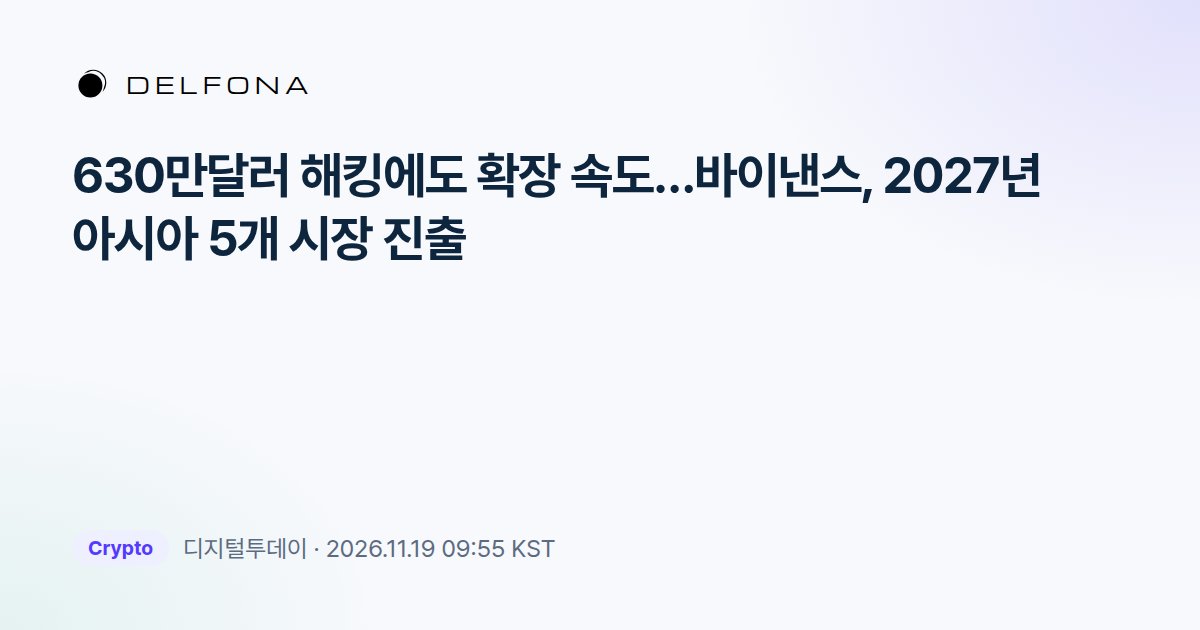 DELFONA
630만달러 해킹에도 확장 속도...바이낸스, 2027년
아시아 5개 시장 진출
Crypto 디지털투데이 · 2026.11.19 09:55 KST